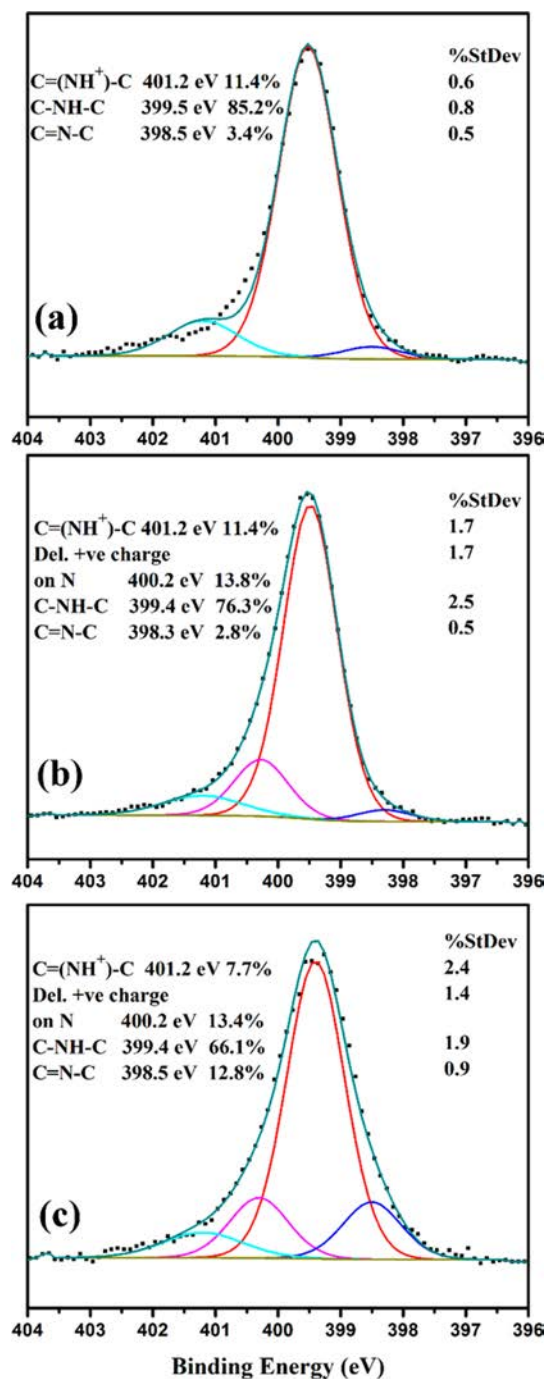 %StDev
C=(NH+)-C 401.2 eV 11.4% 0.6
C-NH-C 399.5 eV 85.2% 0.8
C=N-C 398.5 eV 3.4% 0.5
(a)
404 403 402 401 400 399 398 397 396
%StDev
C=(NH+)-C 401.2 eV 11.4% 1.7
Del. +ve charge 1.7
on N 400.2 eV 13.8%
C-NH-C 399.4 eV 76.3% 2.5
C=N-C 398.3 eV 2.8% 0.5
(b)
404 403 402 401 400 399 398 397 396
%StDev
C=(NH+)-C 401.2 eV 7.7% 2.4
Del. +ve charge 1.4
on N 400.2 eV 13.4%
C-NH-C 399.4 eV 66.1% 1.9
C=N-C 398.5 eV 12.8% 0.9
(c)
404 403 402 401 400 399 398 397 396
Binding Energy (eV)